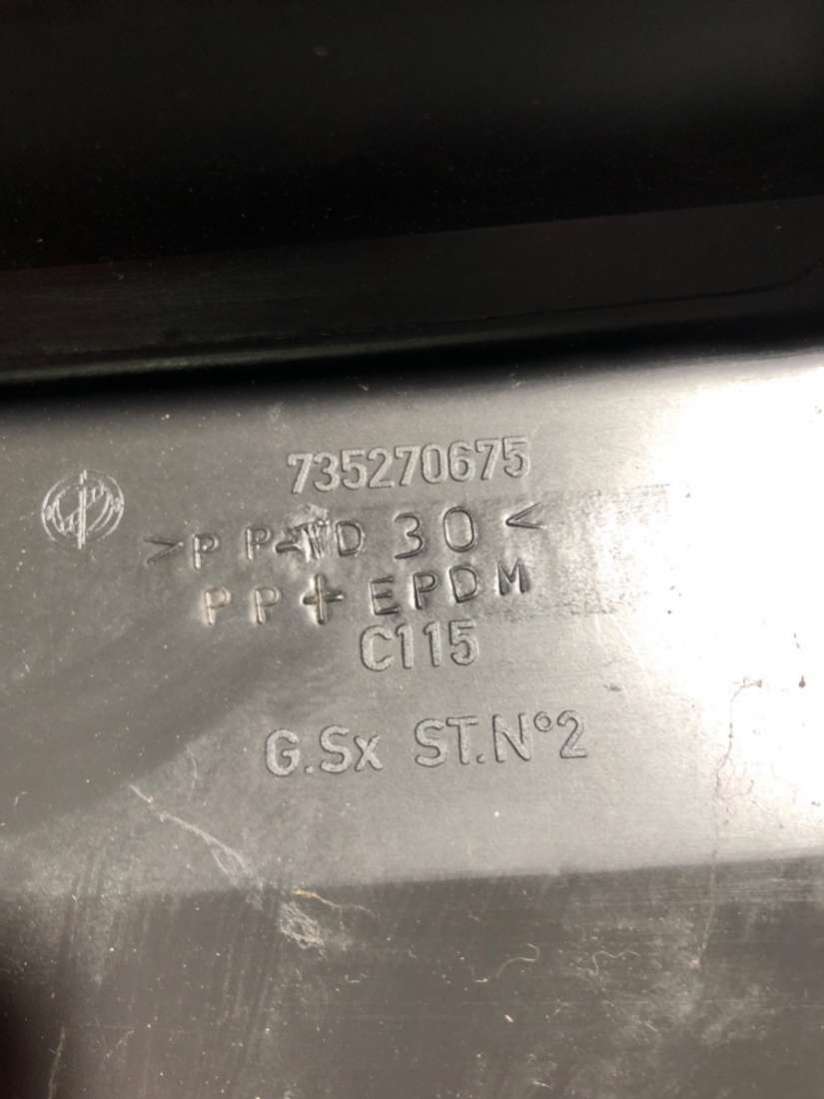 735270675
>PP-TD 30<
PP+EPDM
C115
G.Sx ST.N°2